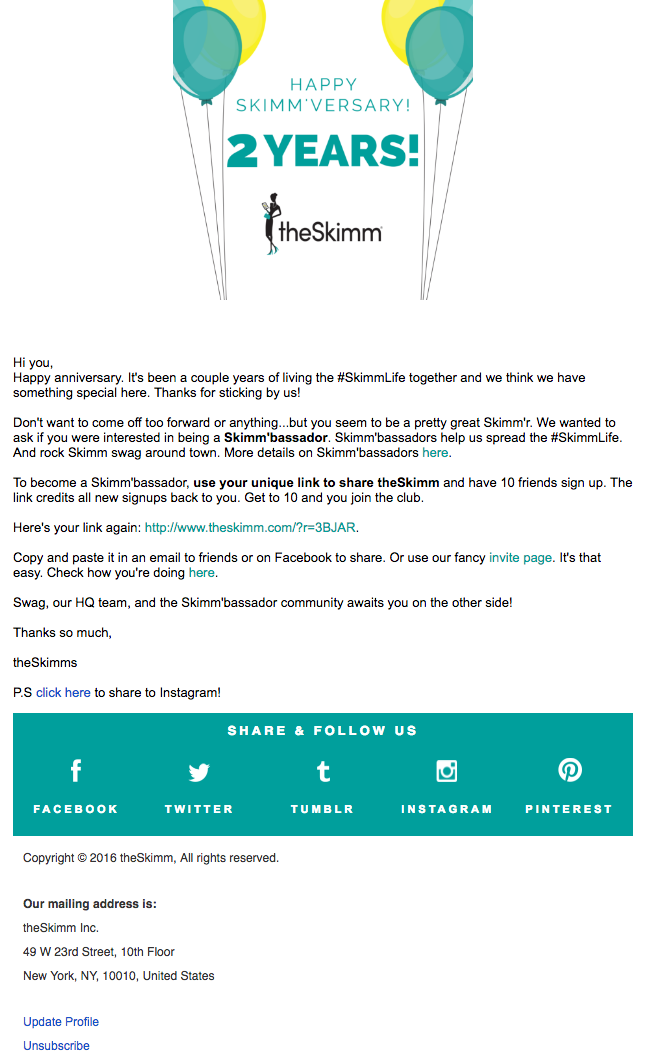 HAPPY
SKIMM'VERSARY!
2 YEARS!
theSkimm
Hi you,
Happy anniversary. It's been a couple years of living the #SkimmLife together and we think we have
something special here. Thanks for sticking by us!
Don't want to come off too forward or anything...but you seem to be a pretty great Skimm'r. We wanted to
ask if you were interested in being a Skimm'bassador. Skimm'bassadors help us spread the #SkimmLife.
And rock Skimm swag around town. More details on Skimm'bassadors here.
To become a Skimm'bassador, use your unique link to share theSkimm and have 10 friends sign up. The
link credits all new signups back to you. Get to 10 and you join the club.
Here's your link again: http://www.theskimm.com/?r=3BJAR.
Copy and paste it in an email to friends or on Facebook to share. Or use our fancy invite page. It's that
easy. Check how you're doing here.
Swag, our HQ team, and the Skimm'bassador community awaits you on the other side!
Thanks so much,
theSkimms
P.S click here to share to Instagram!
SHARE & FOLLOW US
FACEBOOK TWITTER TUMBLR INSTAGRAM PINTEREST
Copyright © 2016 theSkimm, All rights reserved.
Our mailing address is:
theSkimm Inc.
49 W 23rd Street, 10th Floor
New York, NY, 10010, United States
Update Profile
Unsubscribe